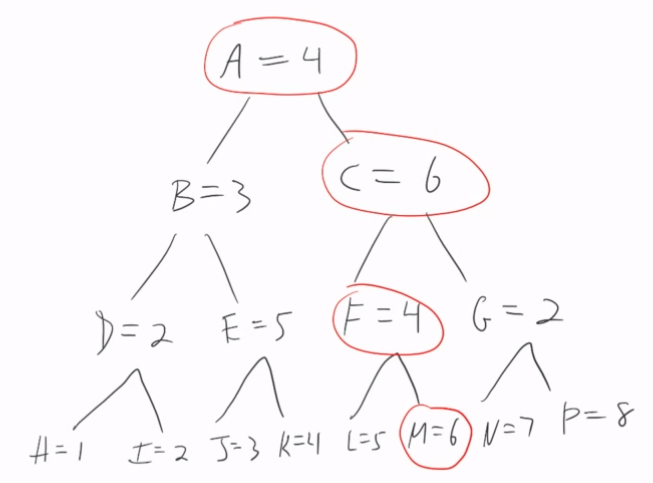 A = 4
B = 3 C = 6
D = 2 E = 5 F = 4 G = 2
H = 1 I = 2 J = 3 K = 4 L = 5 M = 6 N = 7 P = 8